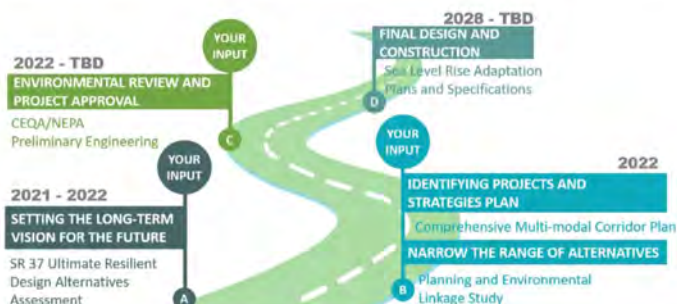 2028 - TBD
FINAL DESIGN AND
CONSTRUCTION
Sea Level Rise Adaptation
Plans and Specifications
D
YOUR
INPUT
2022 - TBD
ENVIRONMENTAL REVIEW AND
PROJECT APPROVAL
CEQA/NEPA
Preliminary Engineering
C
YOUR
INPUT
2022
IDENTIFYING PROJECTS AND
STRATEGIES PLAN
Comprehensive Multi-modal Corridor Plan
NARROW THE RANGE OF ALTERNATIVES
Planning and Environmental
Linkage Study
B
YOUR
INPUT
2021 - 2022
SETTING THE LONG-TERM
VISION FOR THE FUTURE
SR 37 Ultimate Resilient
Design Alternatives
Assessment
A